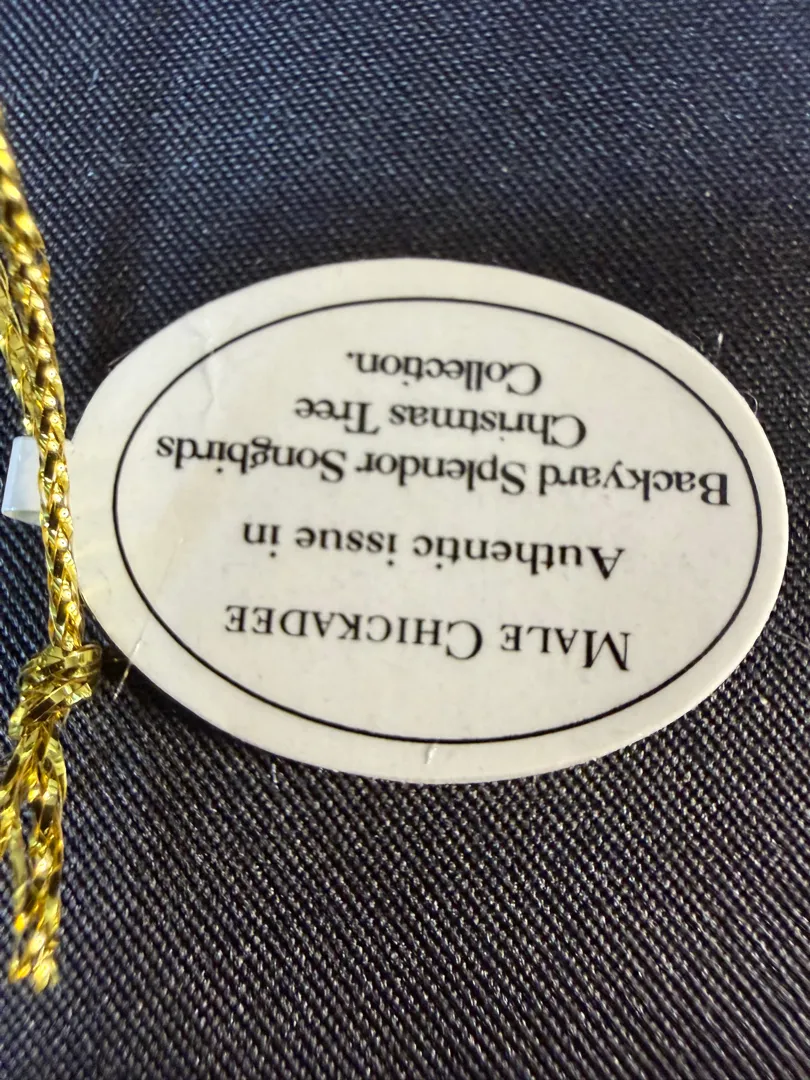 MALE CHICKADEE
Authentic issue in
Backyard Splendor Songbirds
Christmas Tree
Collection.